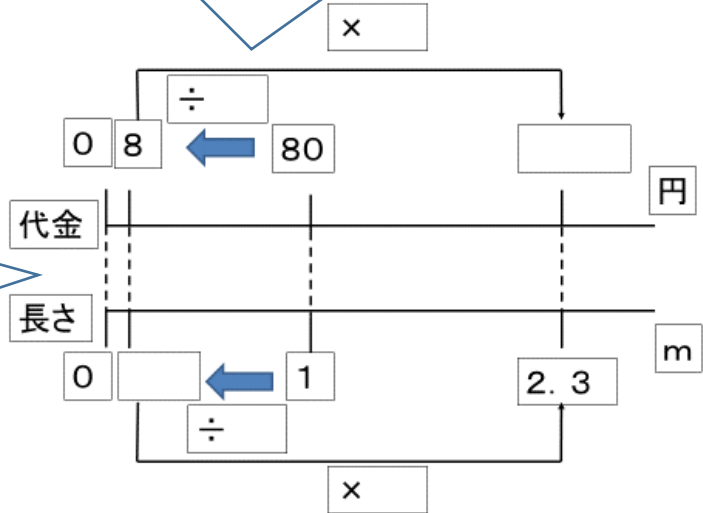 ×
÷
０ ８ ８０
円
代金
長さ
ｍ
０ １ ２．３
÷
×